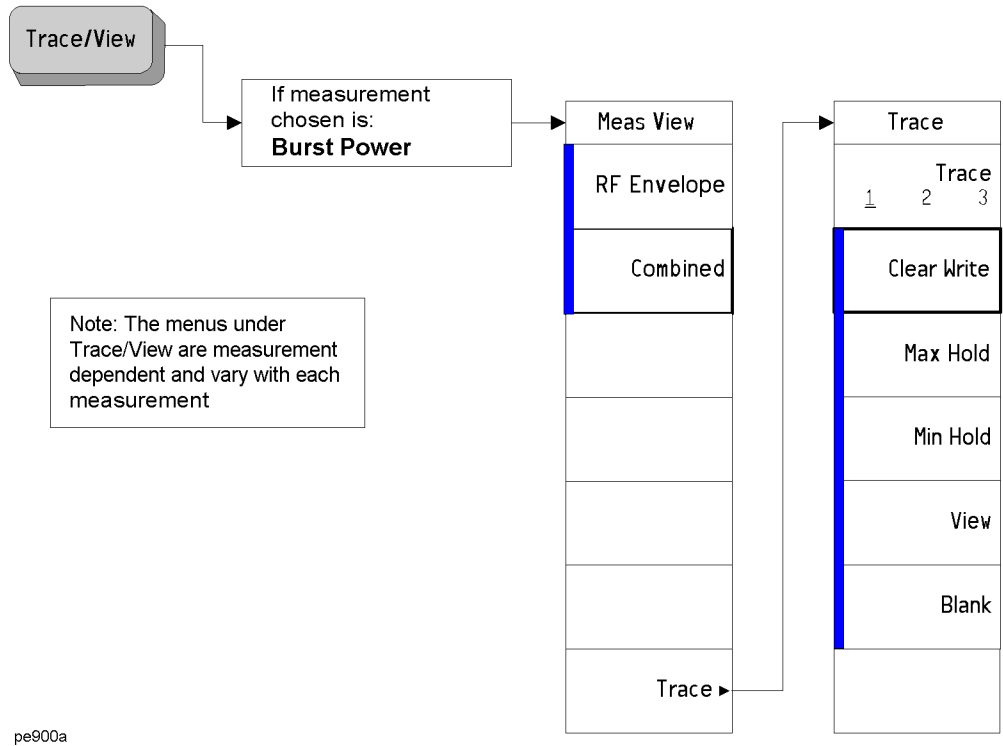 Trace/View
If measurement
chosen is:
Burst Power
Note: The menus under
Trace/View are measurement
dependent and vary with each
measurement
Meas View
RF Envelope
Combined
Trace
Trace
Trace
1 2 3
Clear Write
Max Hold
Min Hold
View
Blank
pe900a